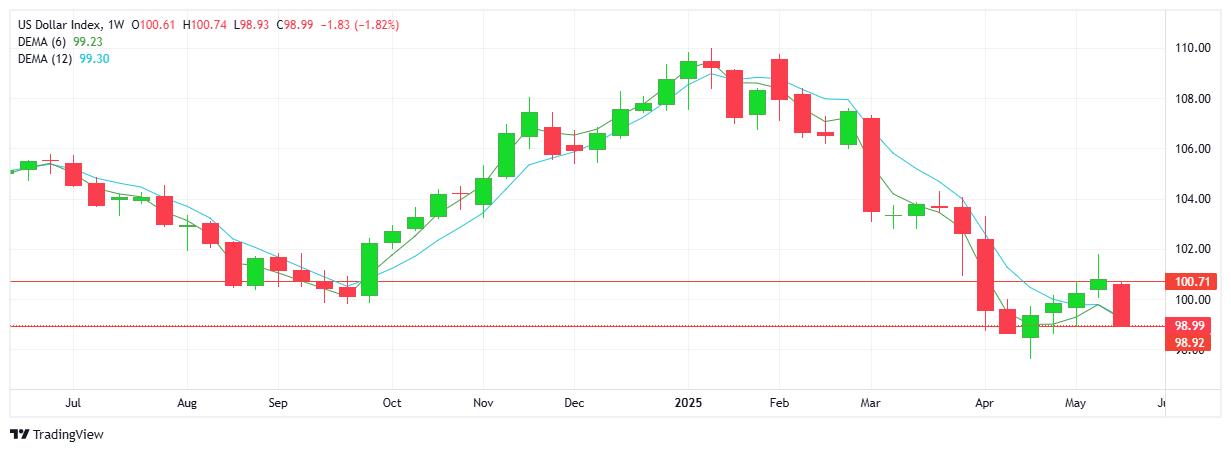 US Dollar Index, 1W O100.61 H100.74 L98.93 C98.99 −1.83 (−1.82%)
DEMA (6) 99.23
DEMA (12) 99.30
110.00
108.00
106.00
104.00
102.00
100.71
100.00
98.99
98.92
98.00
Jul Aug Sep Oct Nov Dec 2025 Feb Mar Apr May
TradingView